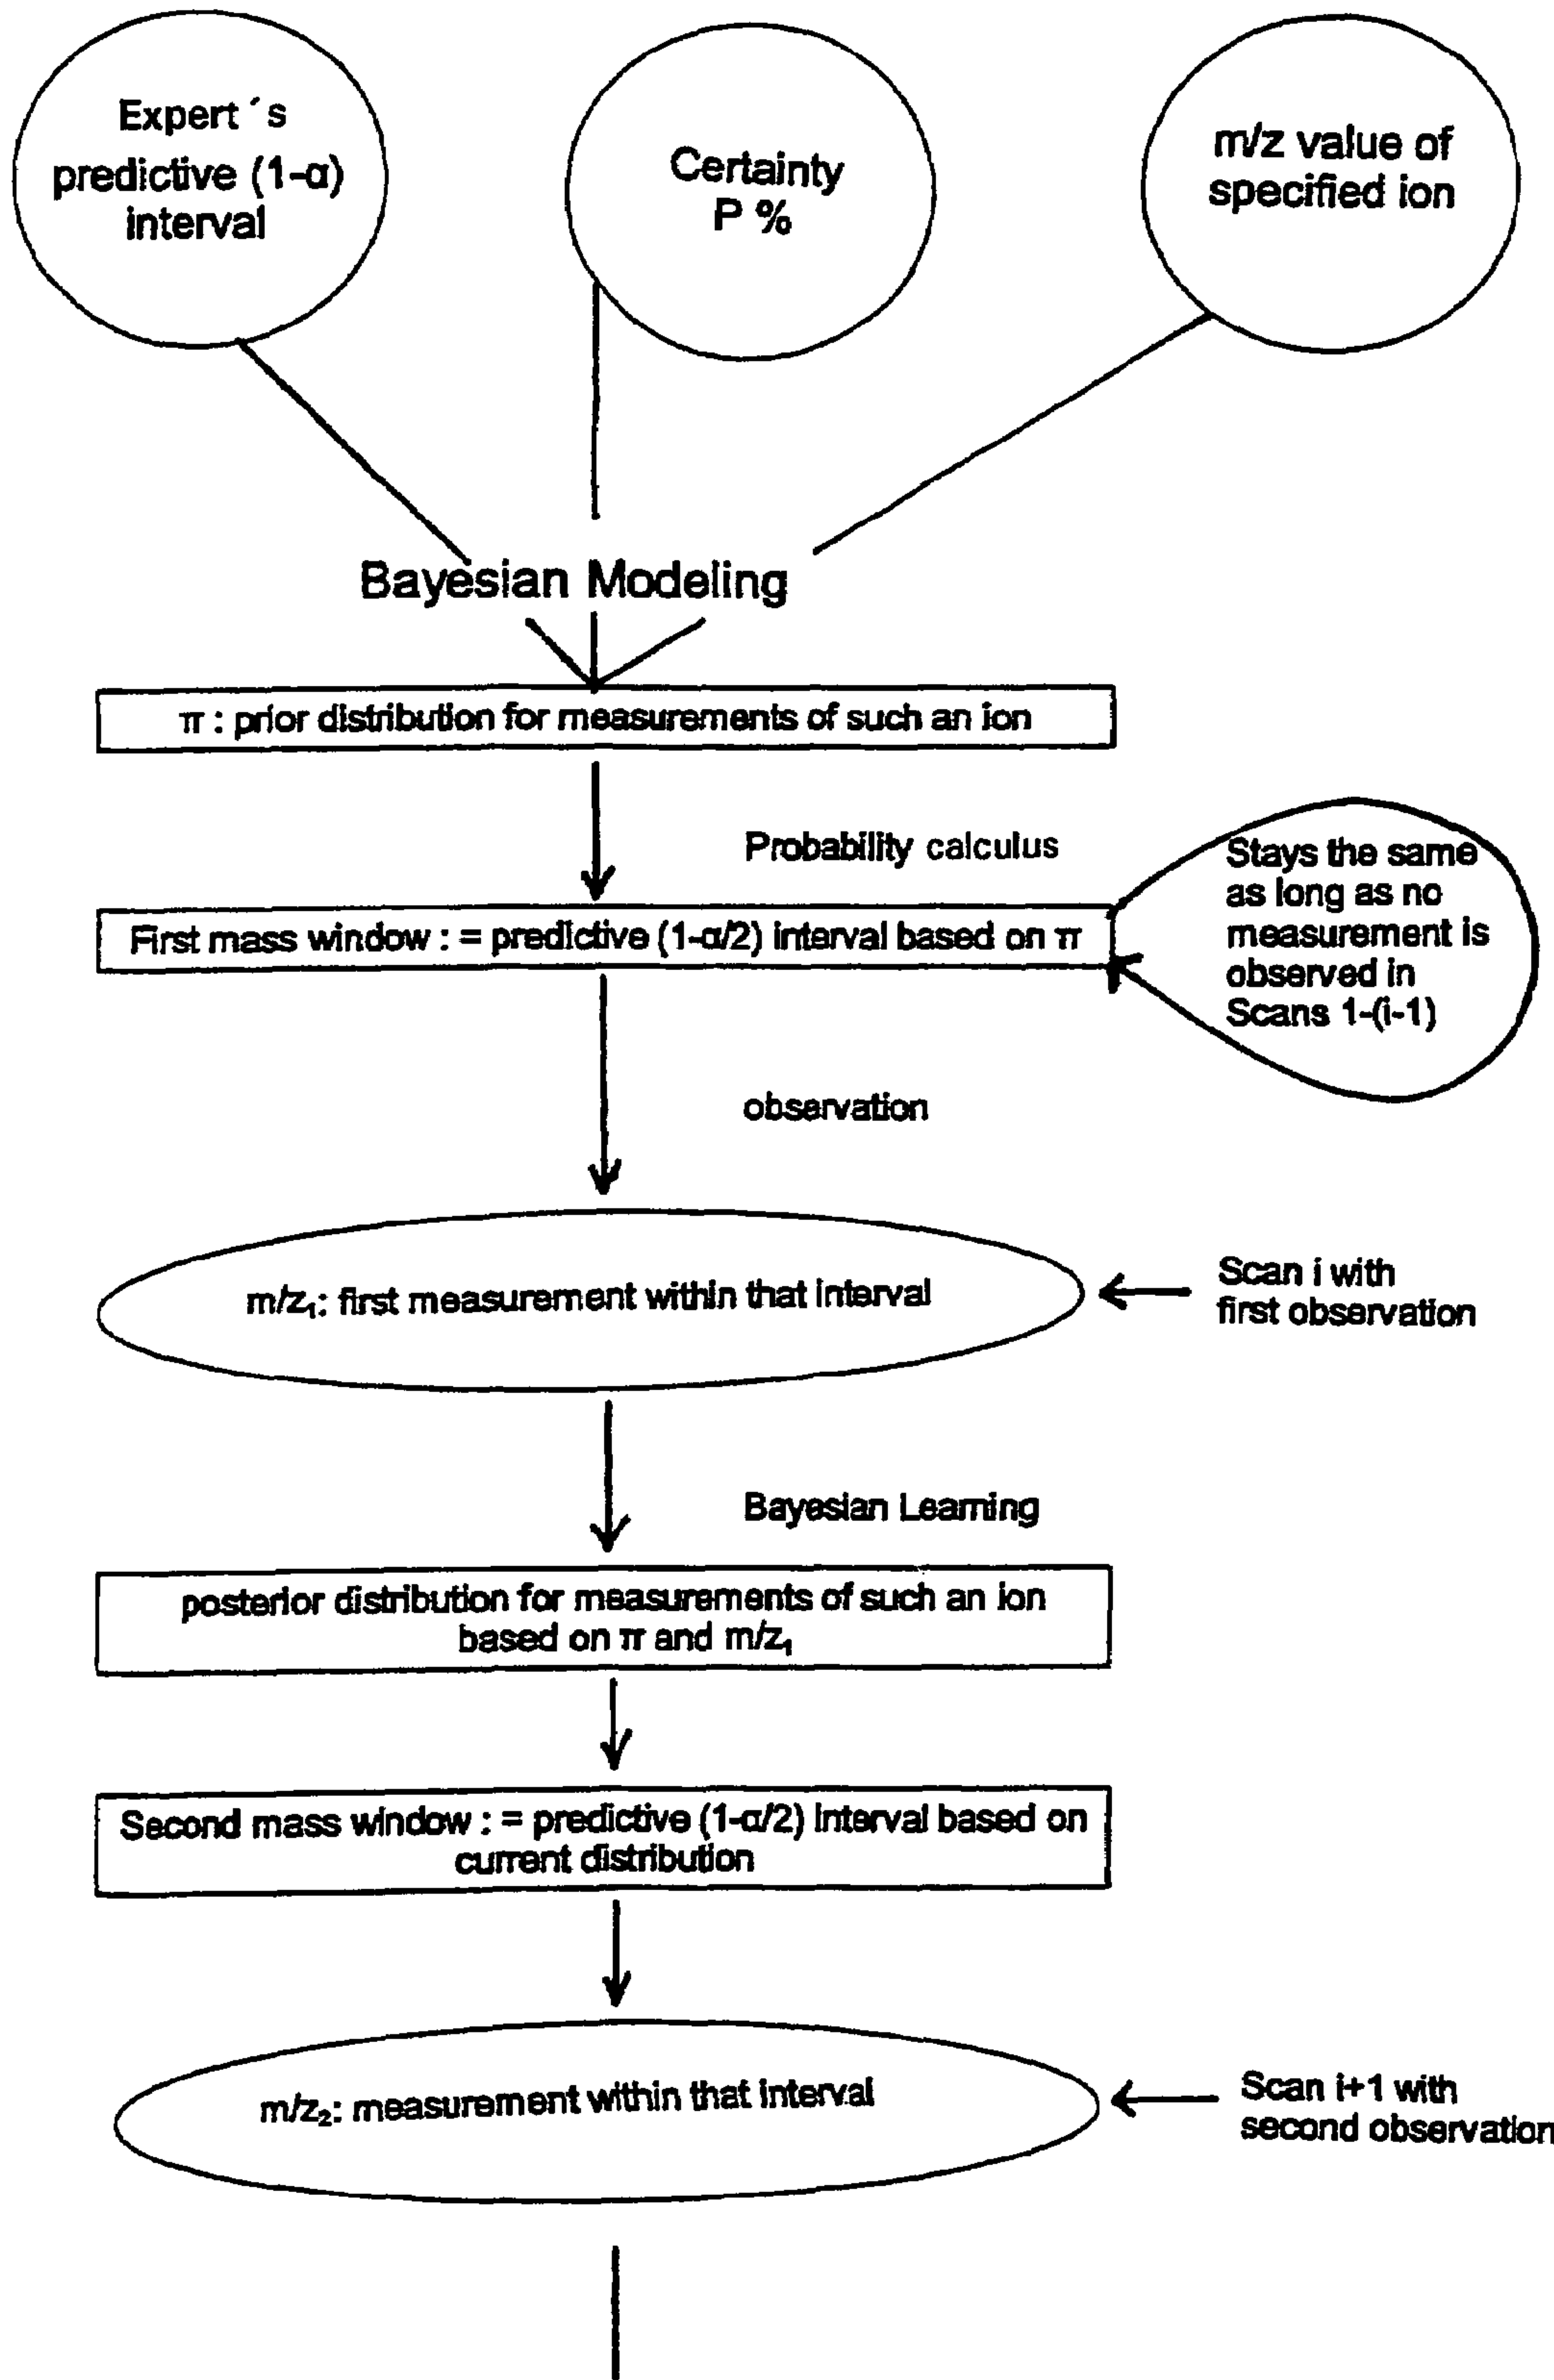 Expert ´s
predictive (1-α)
interval
Certainty
P %
m/z value of
specified ion
Bayesian Modeling
π : prior distribution for measurements of such an ion
Probability calculus
First mass window : = predictive (1-α/2) interval based on π
Stays the same
as long as no
measurement is
observed in
Scans 1-(i-1)
observation
m/z₁: first measurement within that interval
Scan i with
first observation
Bayesian Learning
posterior distribution for measurements of such an ion
based on π and m/z₁
Second mass window : = predictive (1-α/2) interval based on
current distribution
m/z₂: measurement within that interval
Scan i+1 with
second observation